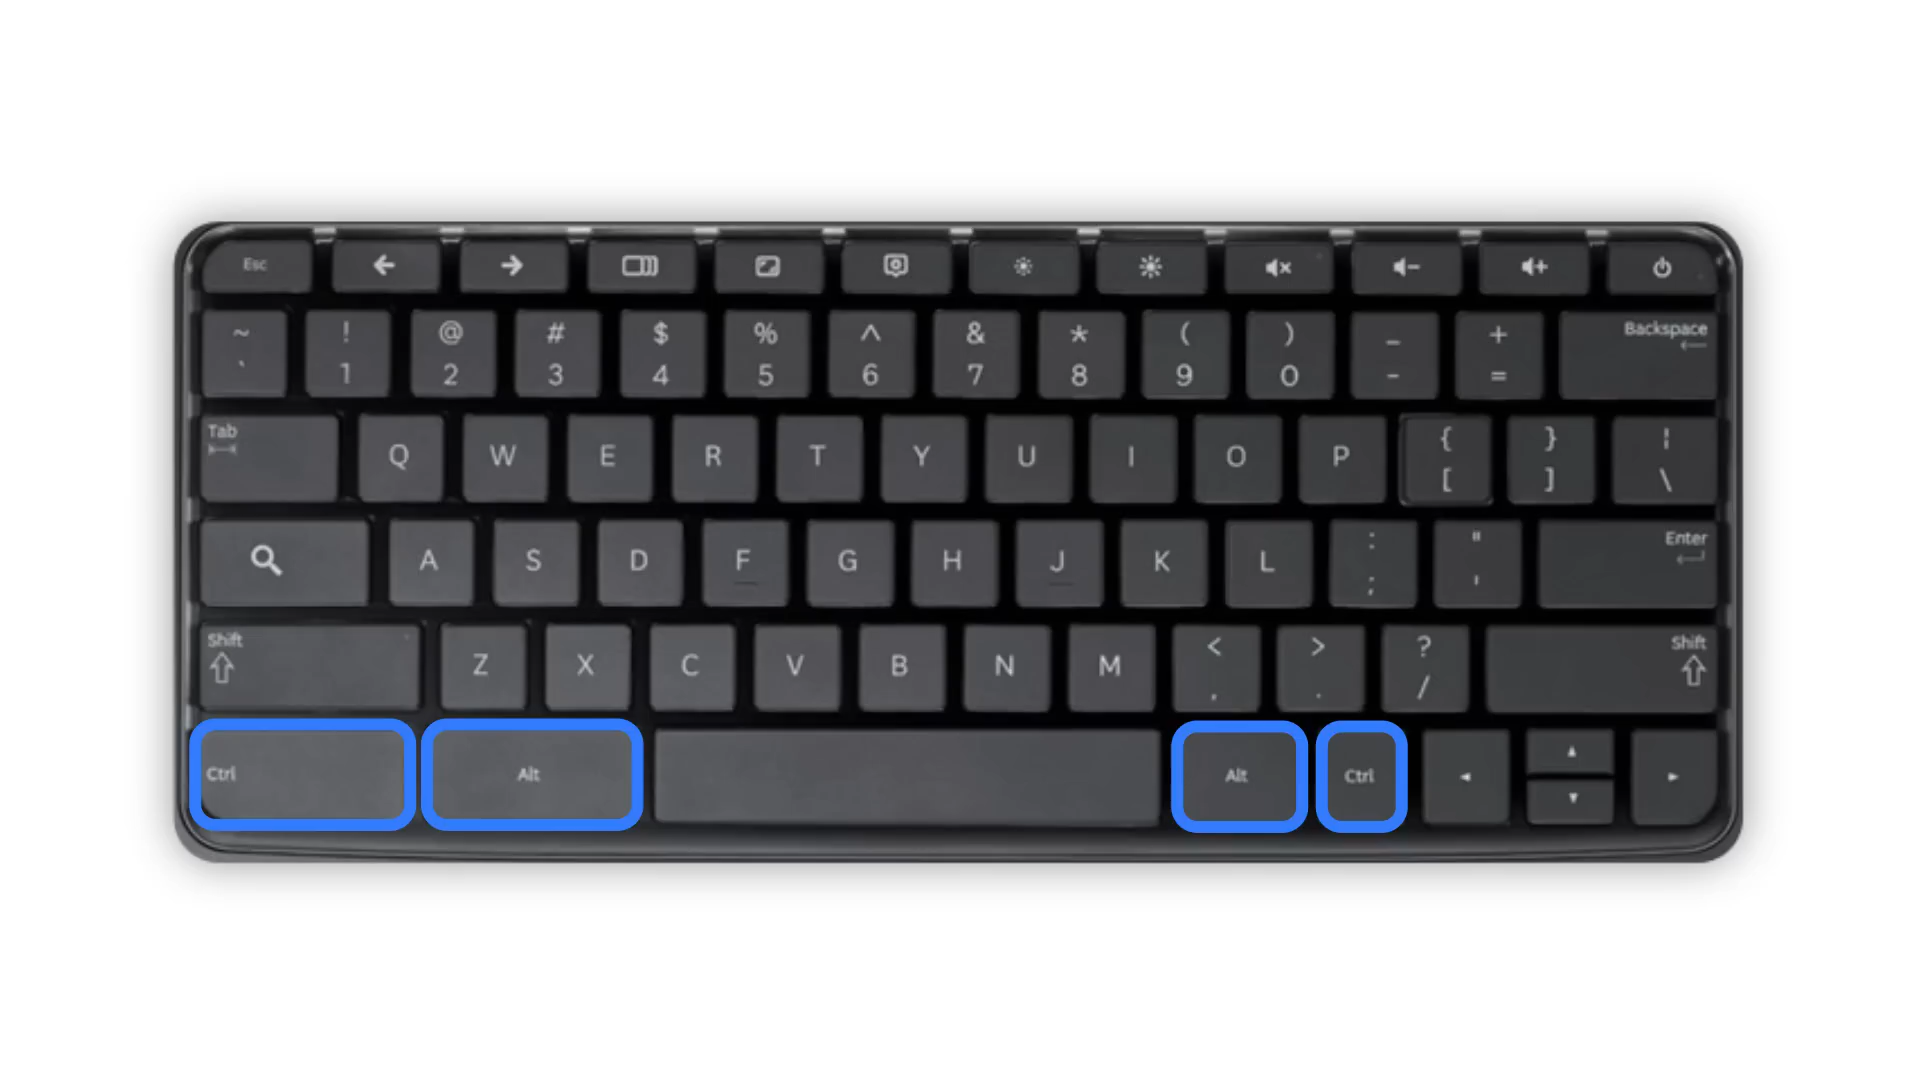 Esc
~ ! @ # $ % ^ & * ( ) _ + Backspace
` 1 2 3 4 5 6 7 8 9 0 - =
Tab Q W E R T Y U I O P { } ¦
[ ] \
A S D F G H J K L : " Enter
; '
Shift Z X C V B N M < > ? Shift
, . /
Ctrl Alt Alt Ctrl